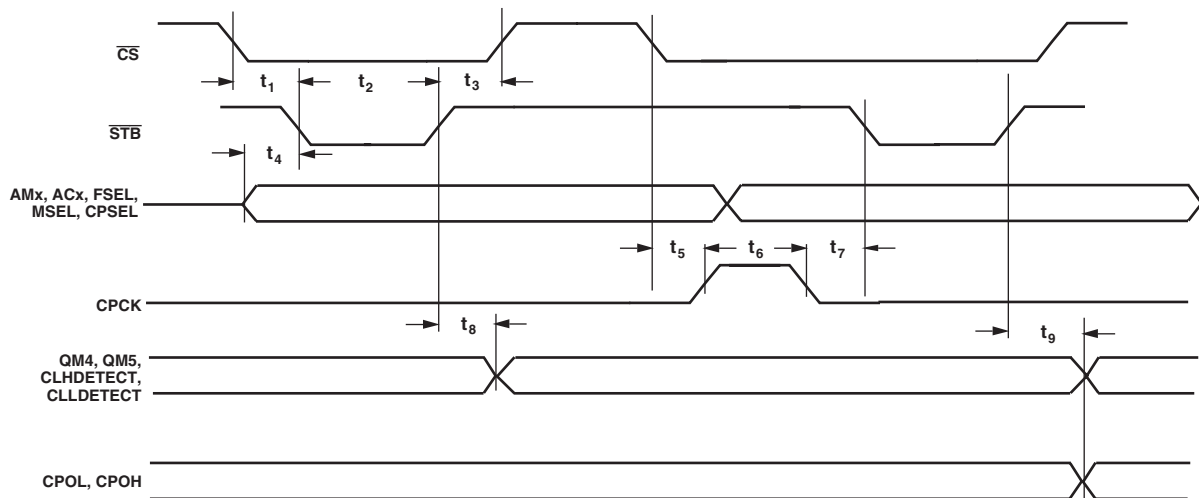 CS
t1 t2 t3
STB
t4
AMx, ACx, FSEL,
MSEL, CPSEL
t5 t6 t7
CPCK
t8 t9
QM4, QM5,
CLHDETECT,
CLLDETECT
CPOL, CPOH